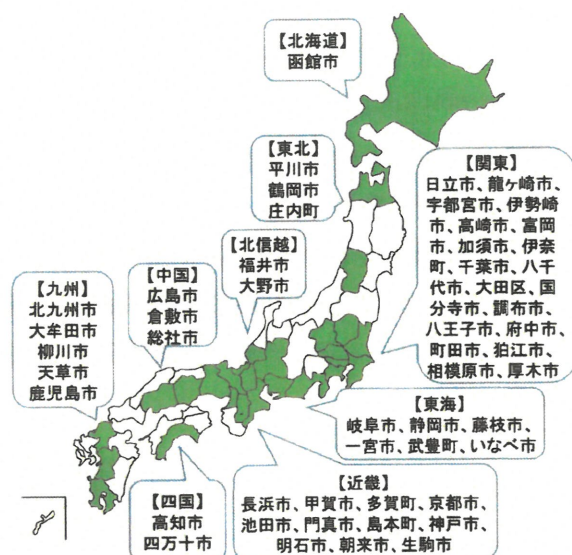 【北海道】
函館市
【東北】
平川市
鶴岡市
庄内町
【関東】
日立市、龍ヶ崎市、
宇都宮市、伊勢崎
市、高崎市、富岡
市、加須市、伊奈
町、千葉市、八千
代市、大田区、国
分寺市、調布市、
八王子市、府中市、
町田市、狛江市、
相模原市、厚木市
【北信越】
福井市
大野市
【中国】
広島市
倉敷市
総社市
【九州】
北九州市
大牟田市
柳川市
天草市
鹿児島市
【東海】
岐阜市、静岡市、藤枝市、
一宮市、武豊町、いなべ市
【近畿】
長浜市、甲賀市、多賀町、京都市、
池田市、門真市、島本町、神戸市、
明石市、朝来市、生駒市
【四国】
高知市
四万十市